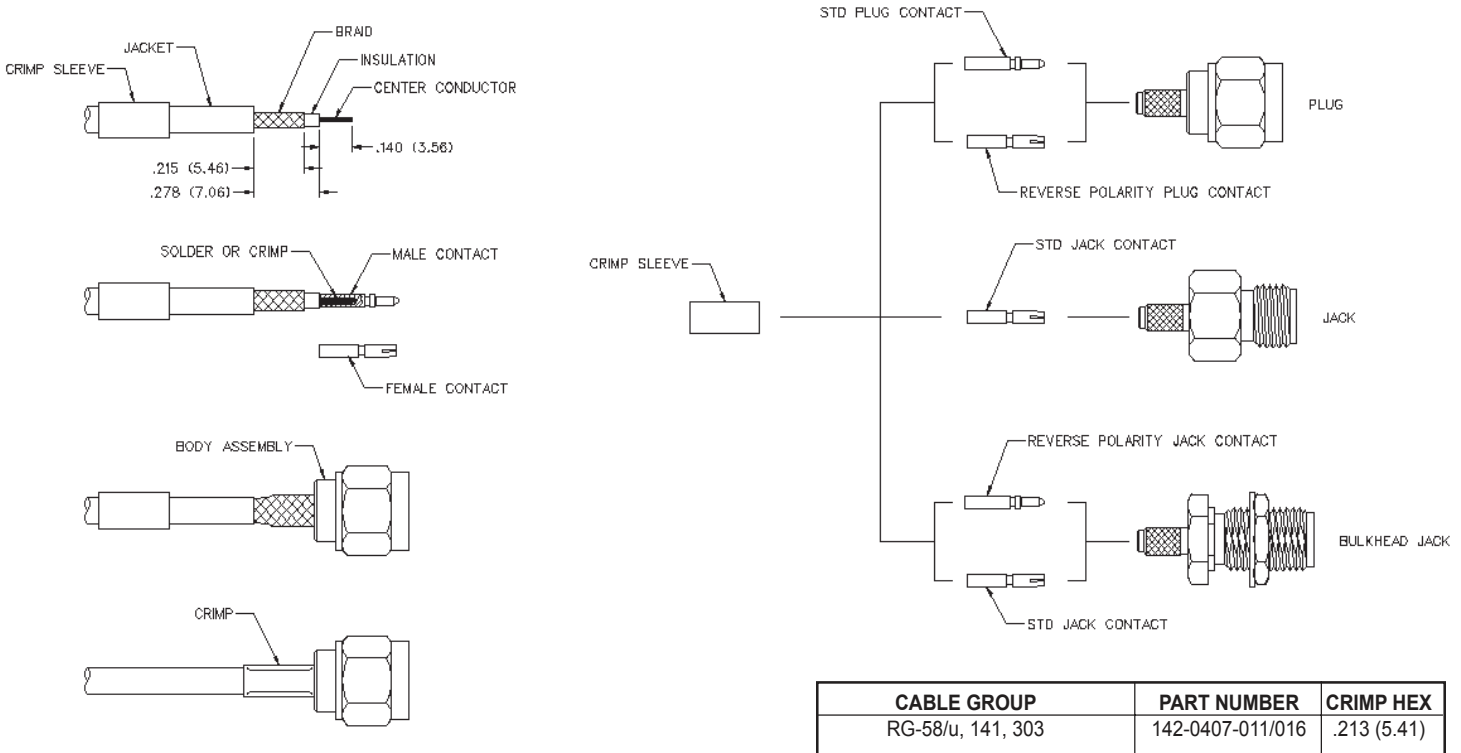 BRAID
JACKET
INSULATION
CRIMP SLEEVE
CENTER CONDUCTOR
.140 (3.56)
.215 (5.46)
.278 (7.06)
SOLDER OR CRIMP
MALE CONTACT
FEMALE CONTACT
BODY ASSEMBLY
CRIMP
STD PLUG CONTACT
PLUG
REVERSE POLARITY PLUG CONTACT
STD JACK CONTACT
CRIMP SLEEVE
JACK
REVERSE POLARITY JACK CONTACT
BULKHEAD JACK
STD JACK CONTACT
CABLE GROUP PART NUMBER CRIMP HEX
RG-58/u, 141, 303 142-0407-011/016 .213 (5.41)